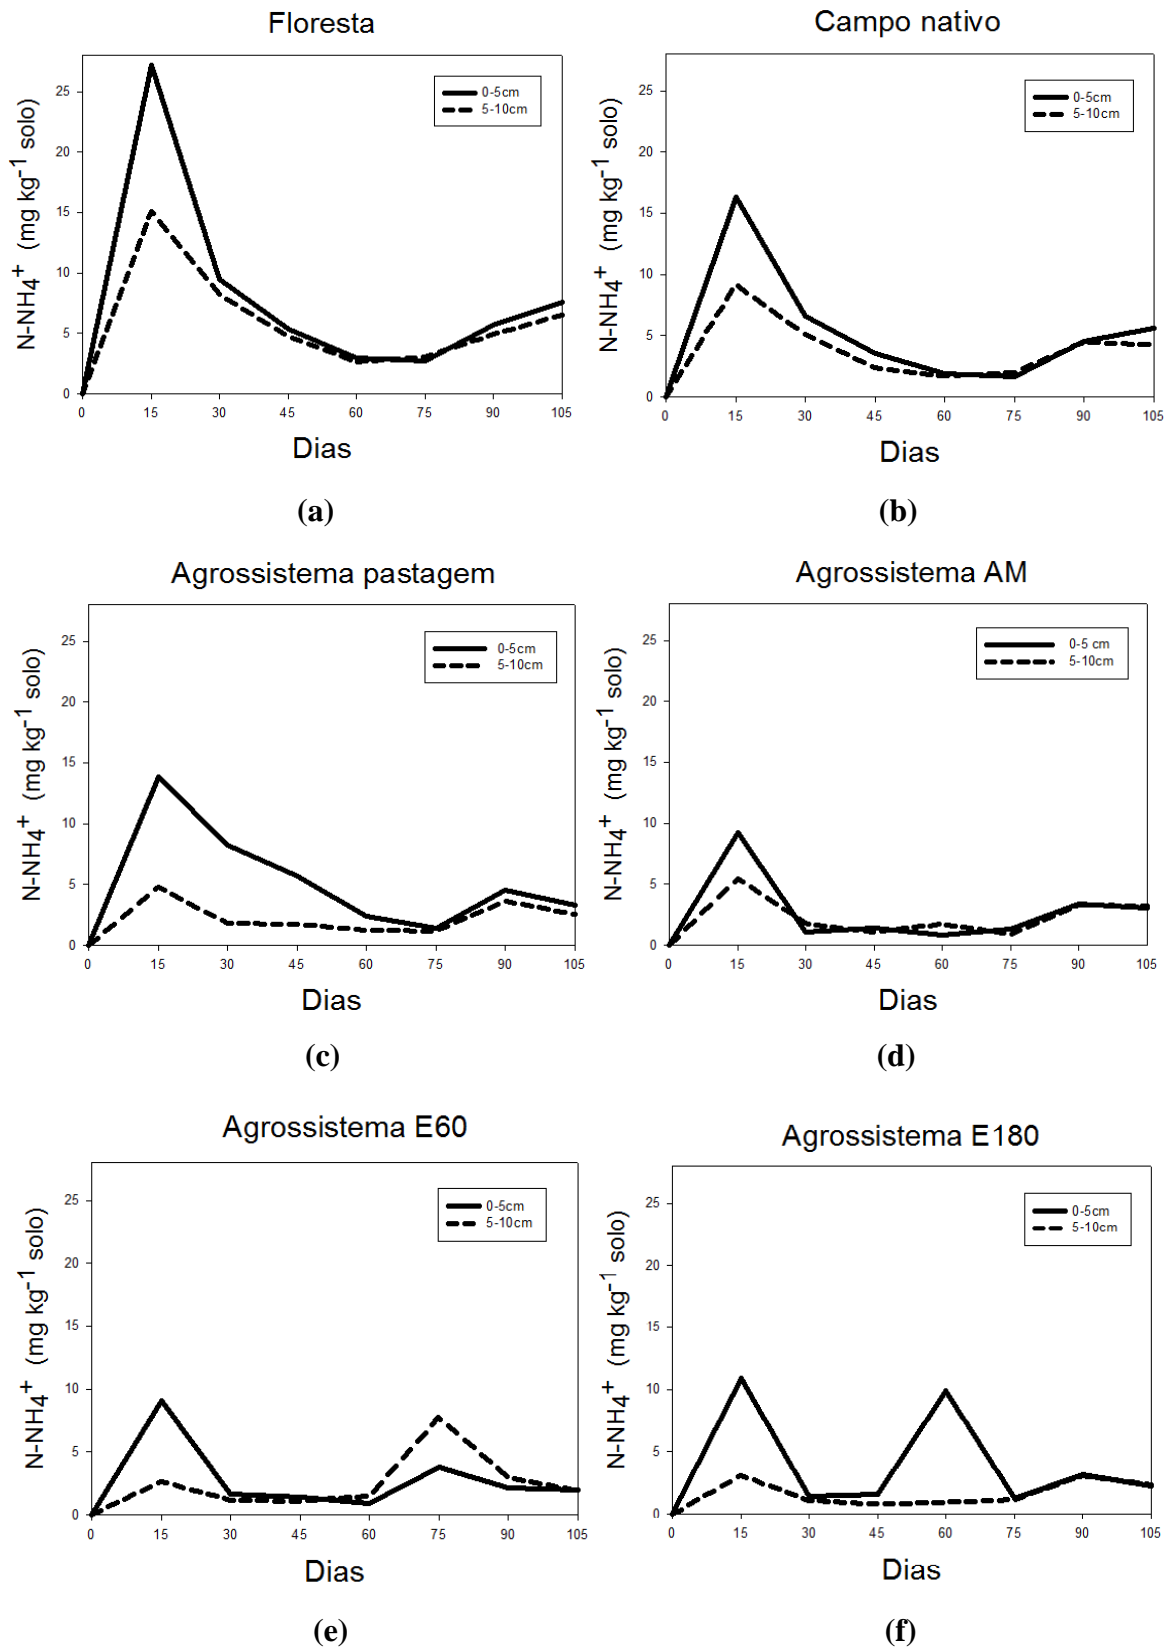 Floresta
N-NH4+ (mg kg-1 solo)
25
20
15
10
5
0
0-5cm
5-10cm
0 15 30 45 60 75 90 105
Dias
(a)
Campo nativo
N-NH4+ (mg kg-1 solo)
25
20
15
10
5
0
0-5cm
5-10cm
0 15 30 45 60 75 90 105
Dias
(b)
Agrossistema pastagem
N-NH4+ (mg kg-1 solo)
25
20
15
10
5
0
0-5cm
5-10cm
0 15 30 45 60 75 90 105
Dias
(c)
Agrossistema AM
N-NH4+ (mg kg-1 solo)
25
20
15
10
5
0
0-5 cm
5-10cm
0 15 30 45 60 75 90 105
Dias
(d)
Agrossistema E60
N-NH4+ (mg kg-1 solo)
25
20
15
10
5
0
0-5cm
5-10cm
0 15 30 45 60 75 90 105
Dias
(e)
Agrossistema E180
N-NH4+ (mg kg-1 solo)
25
20
15
10
5
0
0-5cm
5-10cm
0 15 30 45 60 75 90 105
Dias
(f)